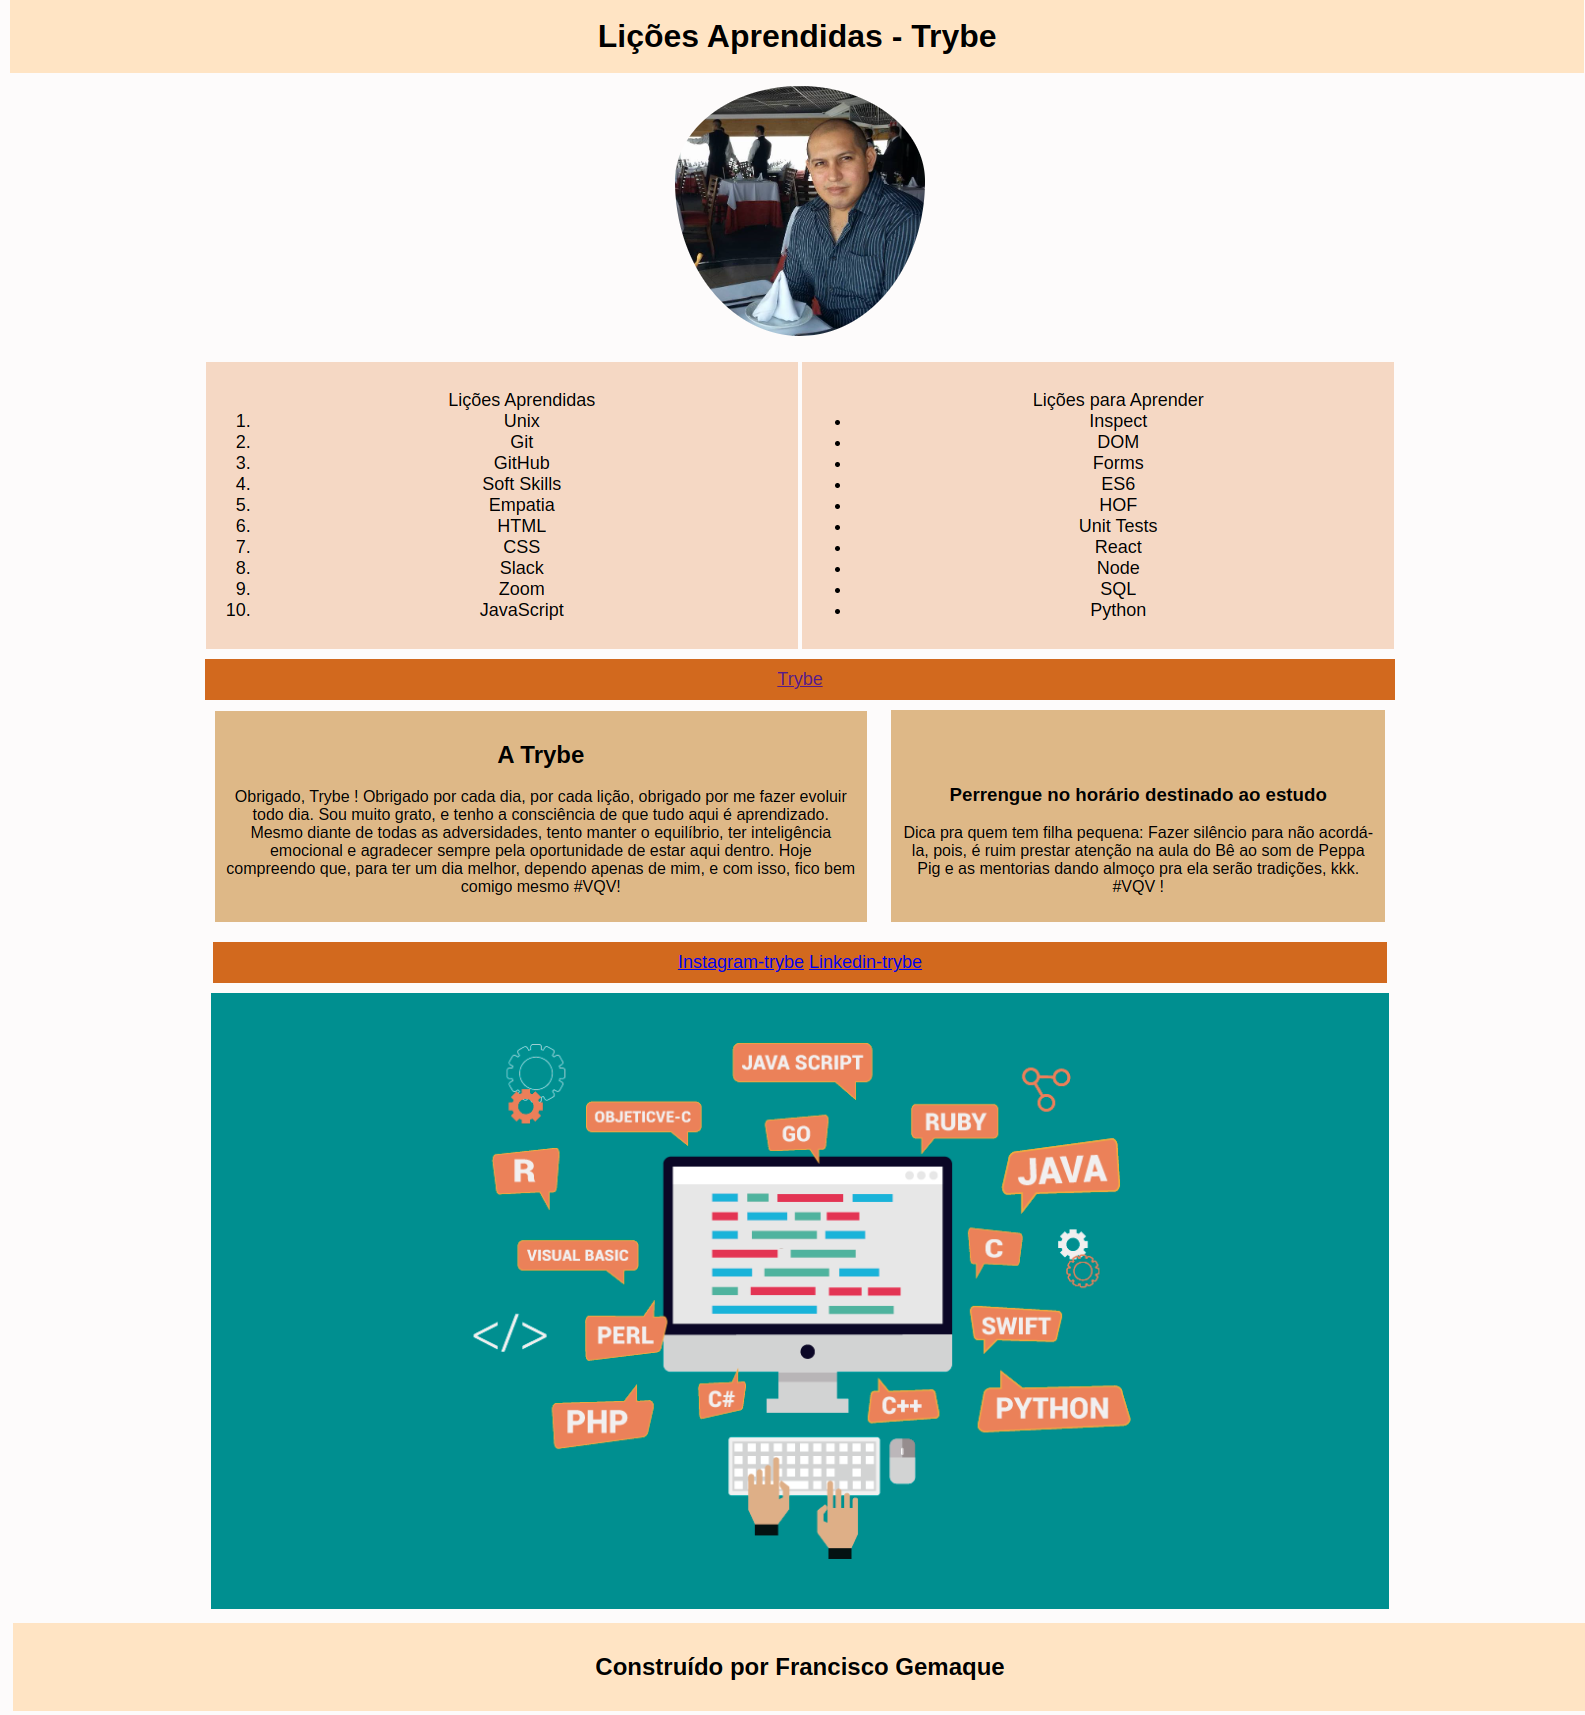 Lições Aprendidas - Trybe
Lições Aprendidas
1. Unix
2. Git
3. GitHub
4. Soft Skills
5. Empatia
6. HTML
7. CSS
8. Slack
9. Zoom
10. JavaScript
Lições para Aprender
• Inspect
• DOM
• Forms
• ES6
• HOF
• Unit Tests
• React
• Node
• SQL
• Python
Trybe
A Trybe
Obrigado, Trybe ! Obrigado por cada dia, por cada lição, obrigado por me fazer evoluir
todo dia. Sou muito grato, e tenho a consciência de que tudo aqui é aprendizado.
Mesmo diante de todas as adversidades, tento manter o equilíbrio, ter inteligência
emocional e agradecer sempre pela oportunidade de estar aqui dentro. Hoje
compreendo que, para ter um dia melhor, dependo apenas de mim, e com isso, fico bem
comigo mesmo #VQV!
Perrengue no horário destinado ao estudo
Dica pra quem tem filha pequena: Fazer silêncio para não acordá-
la, pois, é ruim prestar atenção na aula do Bê ao som de Peppa
Pig e as mentorias dando almoço pra ela serão tradições, kkk.
#VQV !
Instagram-trybe Linkedin-trybe
JAVA SCRIPT
OBJETICVE-C
GO
RUBY
R
JAVA
VISUAL BASIC
C
</>
PERL
SWIFT
PHP
C#
C++
PYTHON
Construído por Francisco Gemaque